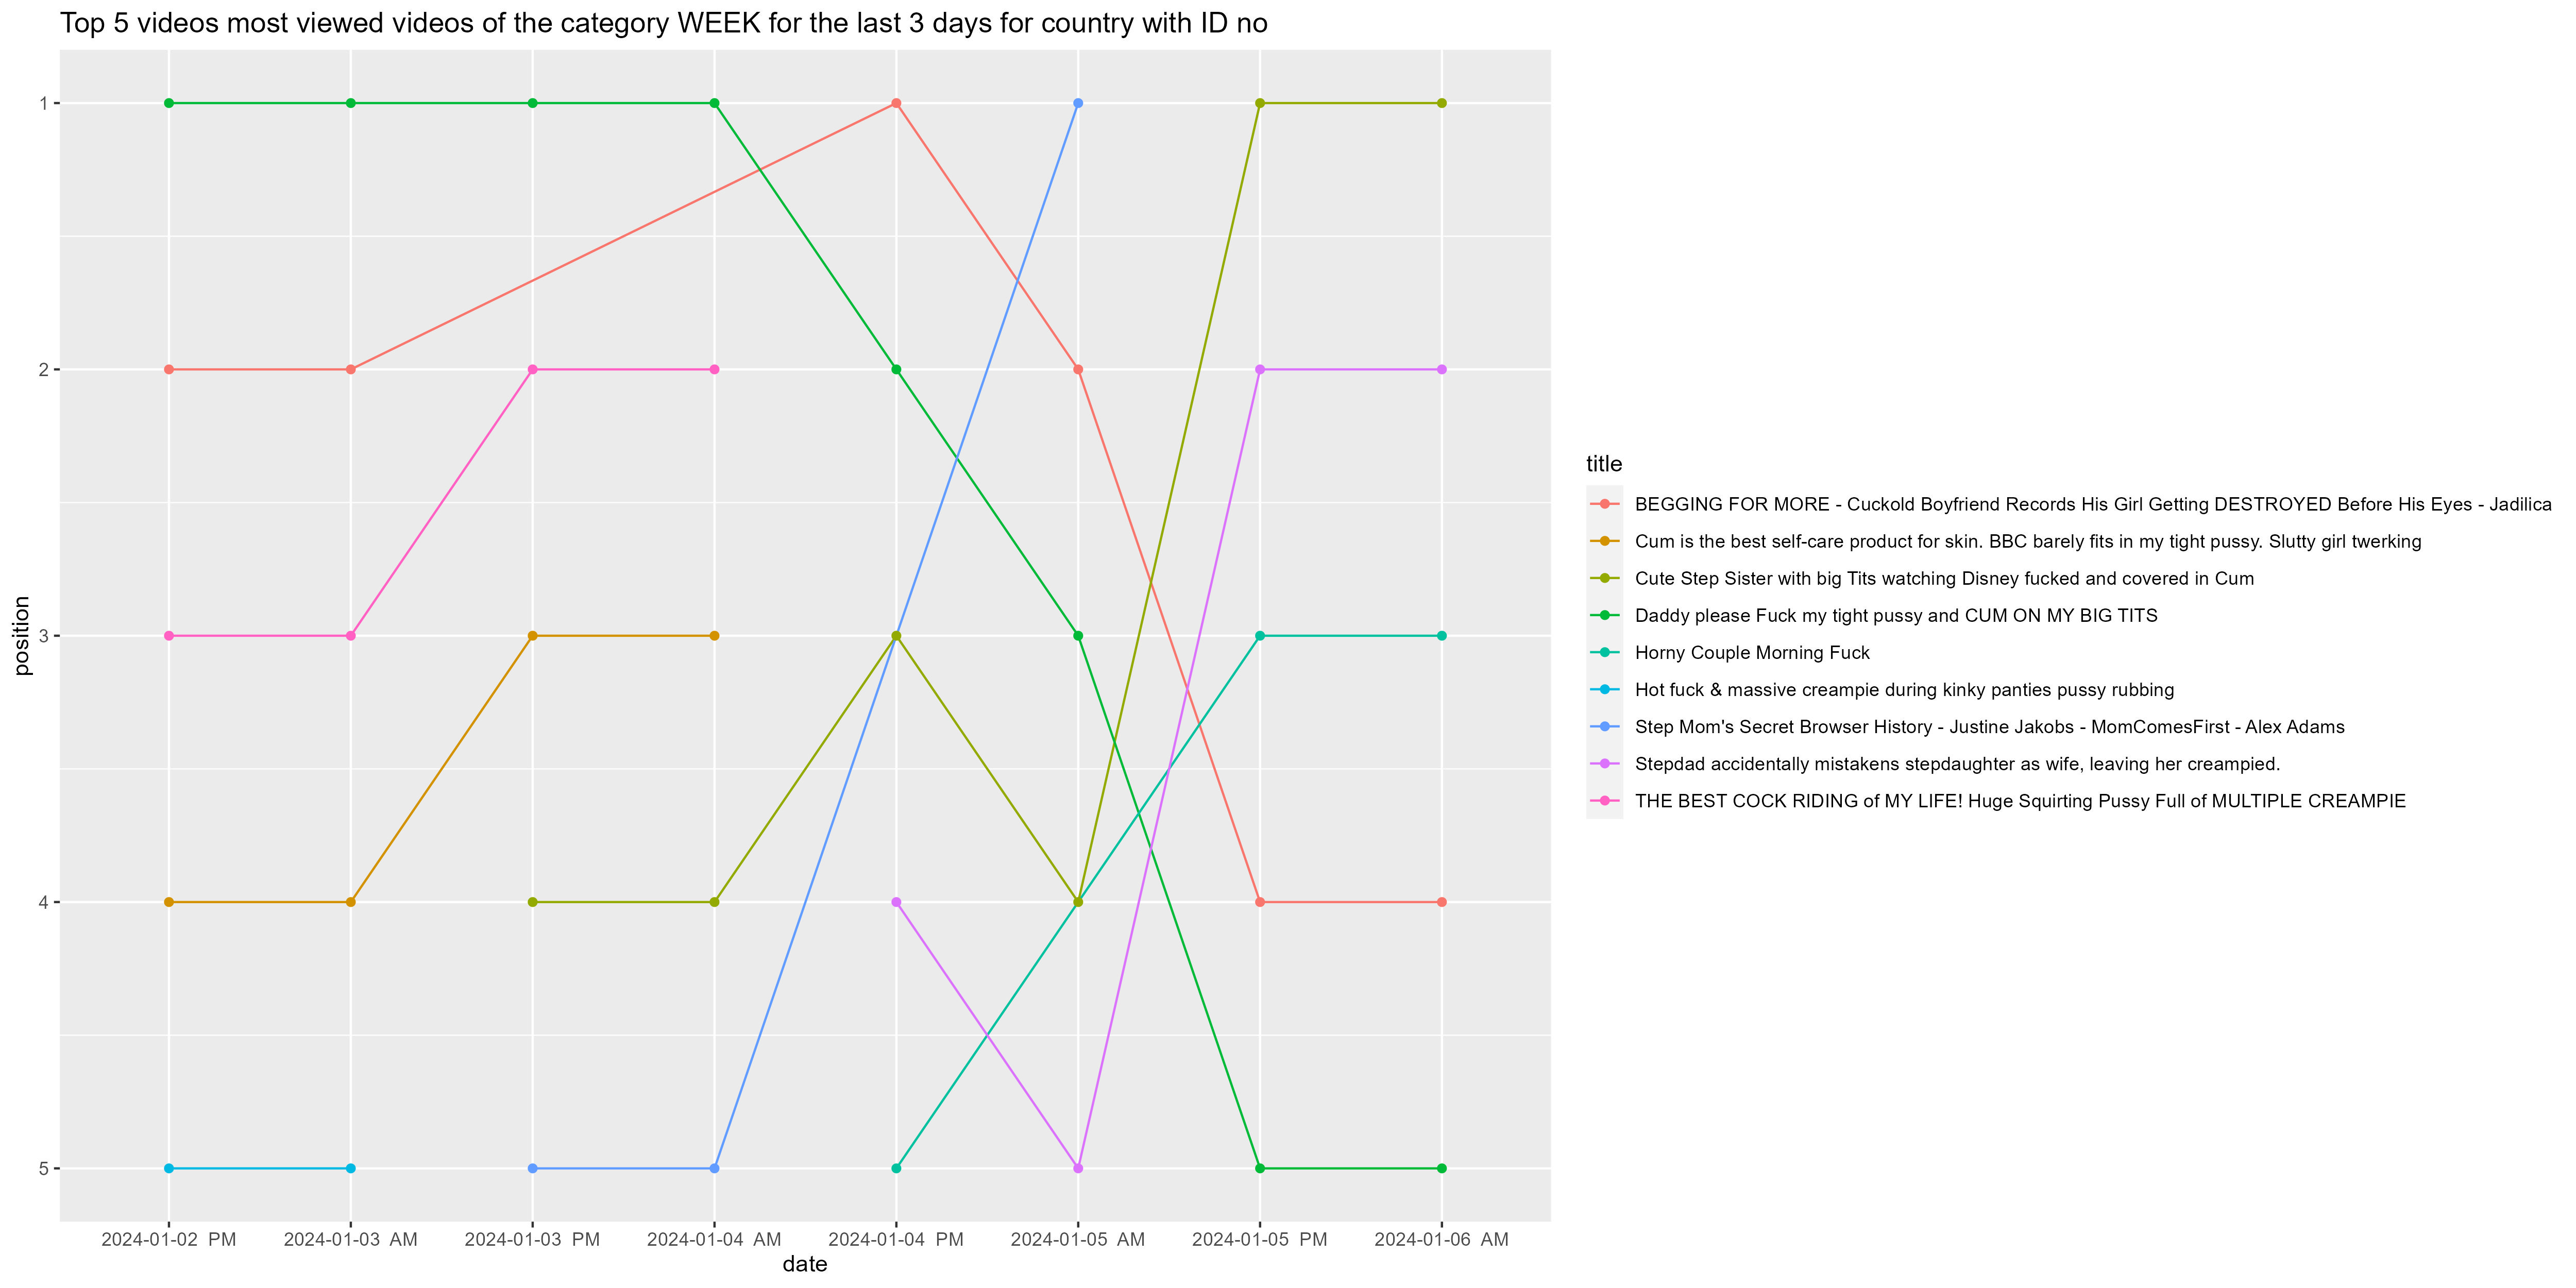 Top 5 videos most viewed videos of the category WEEK for the last 3 days for country with ID no
position
1
2
3
4
5
2024-01-02 PM
2024-01-03 AM
2024-01-03 PM
2024-01-04 AM
2024-01-04 PM
2024-01-05 AM
2024-01-05 PM
2024-01-06 AM
date
title
BEGGING FOR MORE - Cuckold Boyfriend Records His Girl Getting DESTROYED Before His Eyes - Jadilica
Cum is the best self-care product for skin. BBC barely fits in my tight pussy. Slutty girl twerking
Cute Step Sister with big Tits watching Disney fucked and covered in Cum
Daddy please Fuck my tight pussy and CUM ON MY BIG TITS
Horny Couple Morning Fuck
Hot fuck & massive creampie during kinky panties pussy rubbing
Step Mom's Secret Browser History - Justine Jakobs - MomComesFirst - Alex Adams
Stepdad accidentally mistakens stepdaughter as wife, leaving her creampied.
THE BEST COCK RIDING of MY LIFE! Huge Squirting Pussy Full of MULTIPLE CREAMPIE